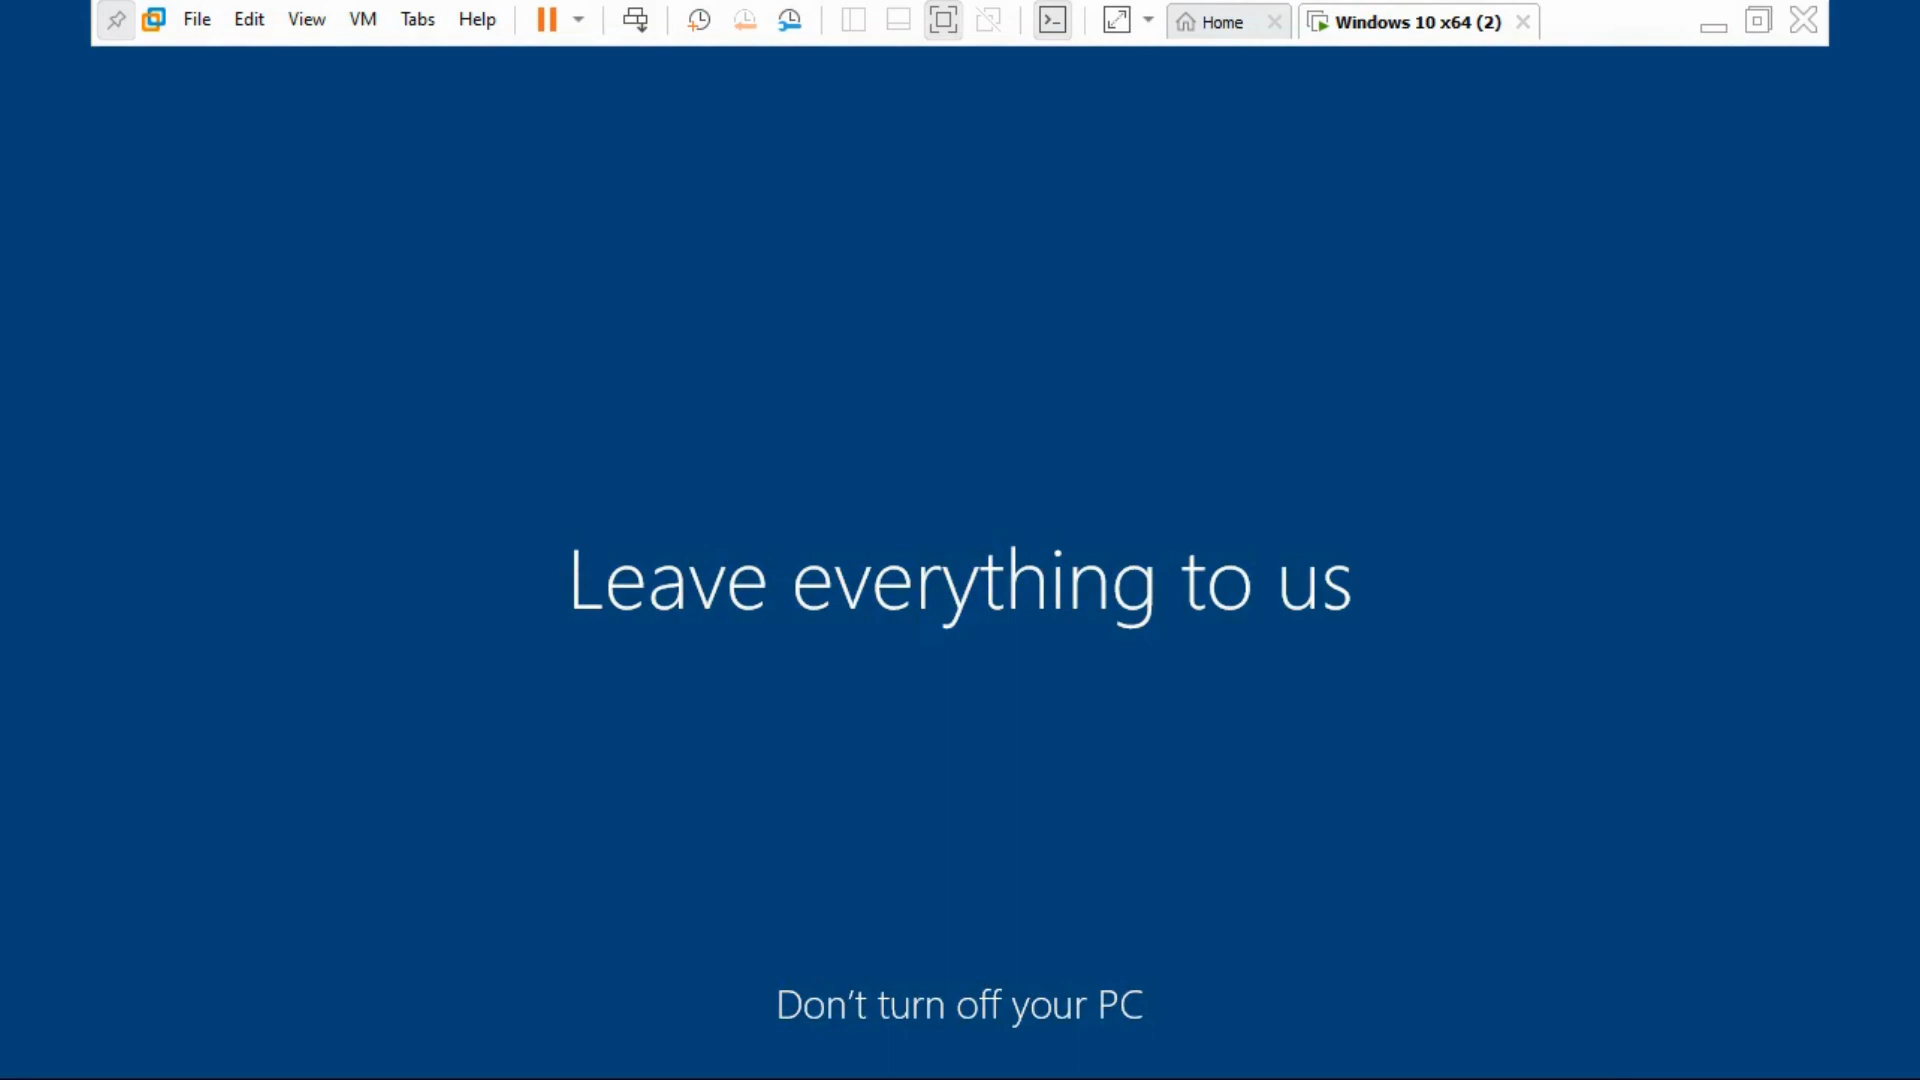 File Edit View VM Tabs Help Home Windows 10 x64 (2)
Leave everything to us
Don't turn off your PC